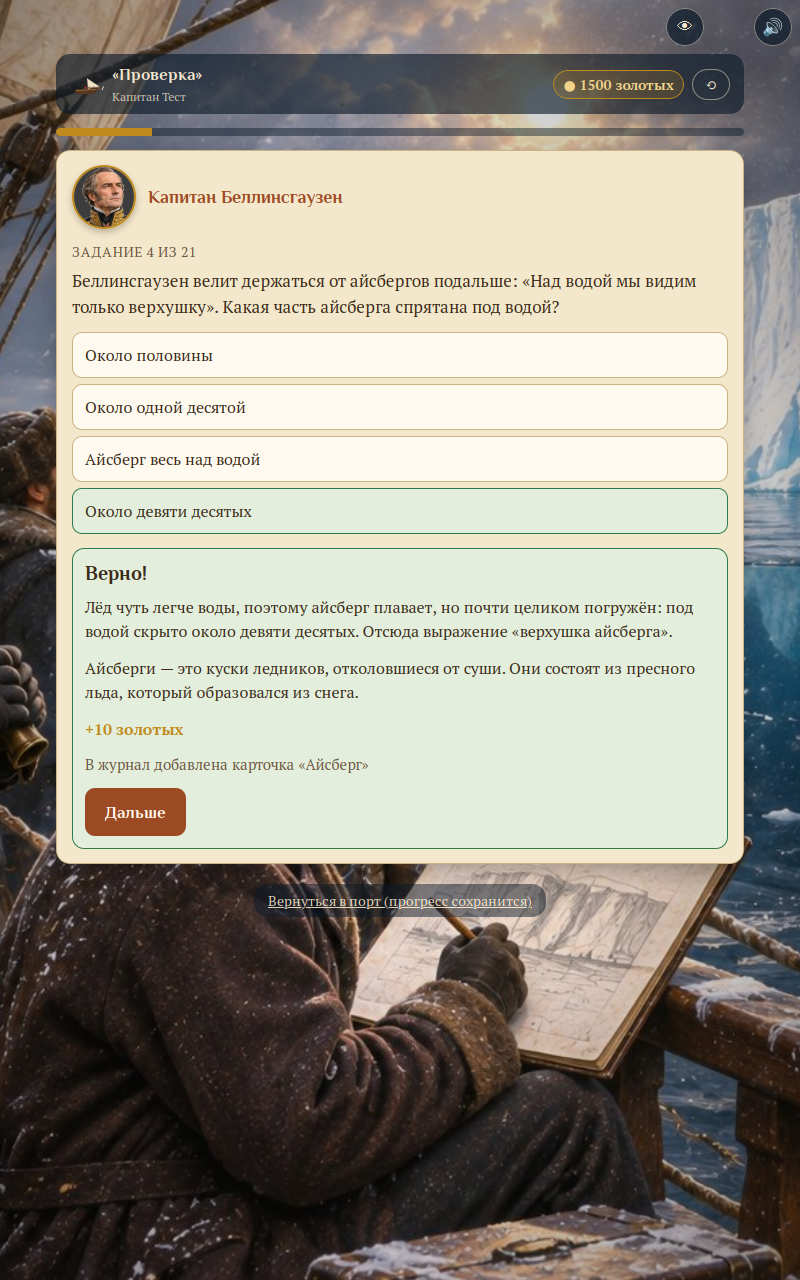 «Проверка»
Капитан Тест
1500 золотых
Капитан Беллинсгаузен
ЗАДАНИЕ 4 ИЗ 21
Беллинсгаузен велит держаться от айсбергов подальше: «Над водой мы видим
только верхушку». Какая часть айсберга спрятана под водой?
Около половины
Около одной десятой
Айсберг весь над водой
Около девяти десятых
Верно!
Лёд чуть легче воды, поэтому айсберг плавает, но почти целиком погружён: под
водой скрыто около девяти десятых. Отсюда выражение «верхушка айсберга».
Айсберги — это куски ледников, отколовшиеся от суши. Они состоят из пресного
льда, который образовался из снега.
+10 золотых
В журнал добавлена карточка «Айсберг»
Дальше
Вернуться в порт (прогресс сохранится)